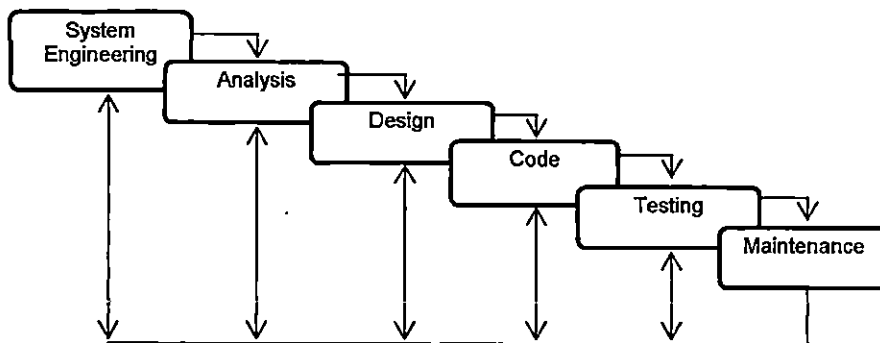 System
Engineering
Analysis
Design
Code
Testing
Maintenance